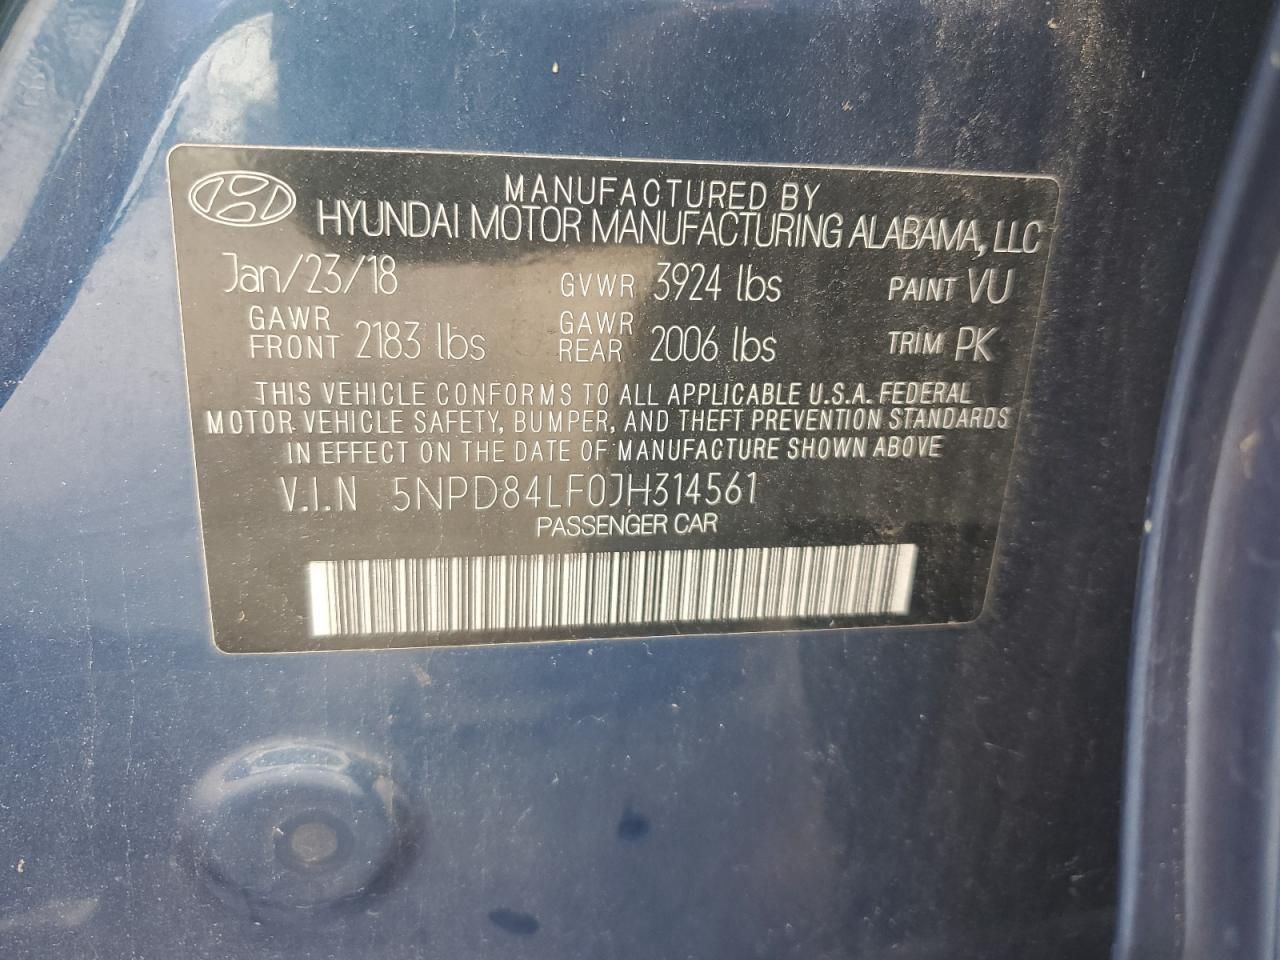 MANUFACTURED BY
HYUNDAI MOTOR MANUFACTURING ALABAMA, LLC
Jan/23/18 GVWR 3924 lbs PAINT VU
GAWR FRONT 2183 lbs GAWR REAR 2006 lbs TRIM PK
THIS VEHICLE CONFORMS TO ALL APPLICABLE U.S.A. FEDERAL
MOTOR VEHICLE SAFETY, BUMPER, AND THEFT PREVENTION STANDARDS
IN EFFECT ON THE DATE OF MANUFACTURE SHOWN ABOVE
V.I.N 5NPD84LF0JH314561
PASSENGER CAR